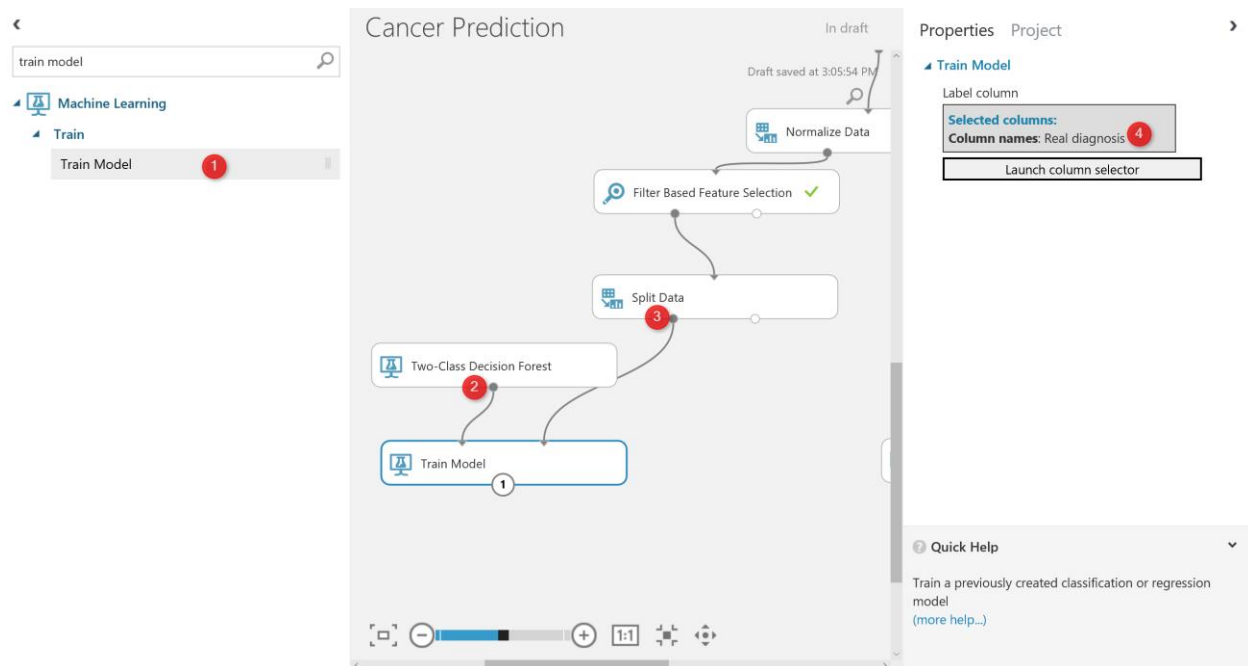 train model
Machine Learning
Train
Train Model
1
Cancer Prediction
In draft
Draft saved at 3:05:54 PM
Normalize Data
Filter Based Feature Selection
Split Data
3
Two-Class Decision Forest
2
Train Model
1
1:1
Properties Project
Train Model
Label column
Selected columns:
Column names: Real diagnosis
4
Launch column selector
? Quick Help
Train a previously created classification or regression
model
(more help...)